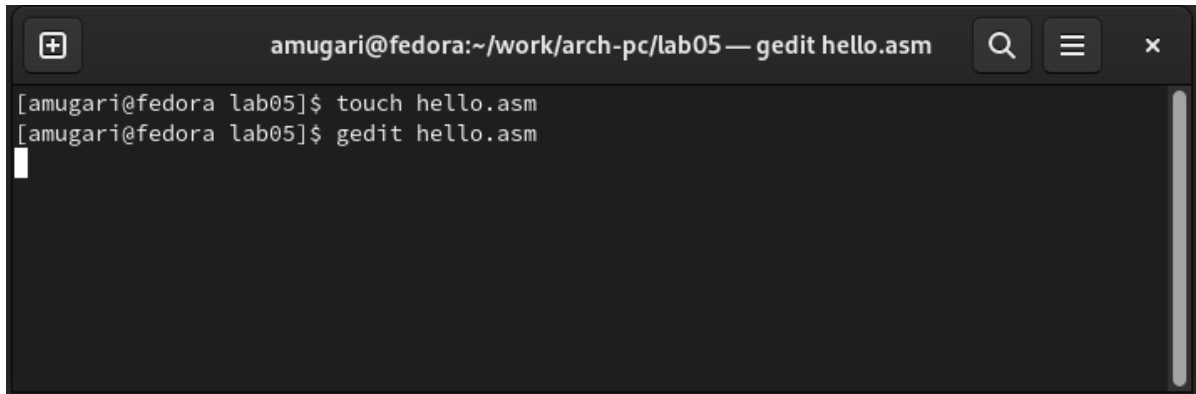 amugari@fedora:~/work/arch-pc/lab05 — gedit hello.asm
[amugari@fedora lab05]$ touch hello.asm
[amugari@fedora lab05]$ gedit hello.asm